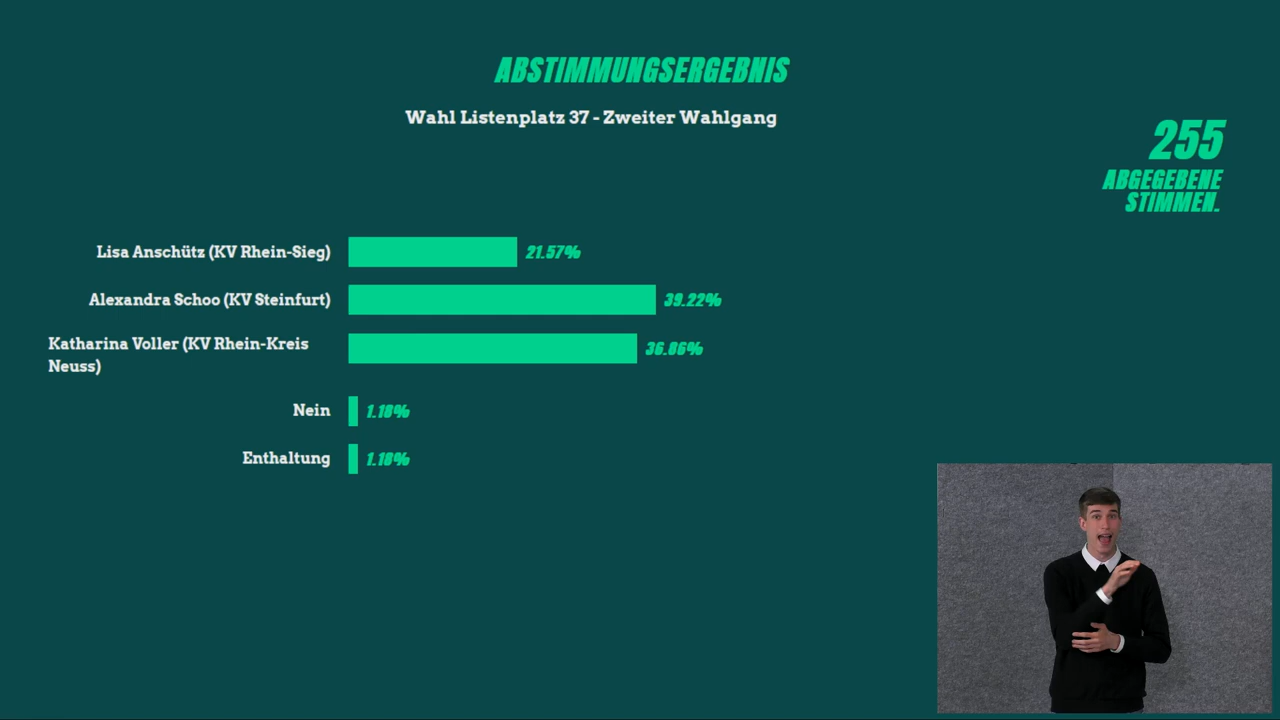 ABSTIMMUNGSERGEBNIS
Wahl Listenplatz 37 - Zweiter Wahlgang
255
ABGEGEBENE
STIMMEN.
Lisa Anschütz (KV Rhein-Sieg)
21.57%
Alexandra Schoo (KV Steinfurt)
39.22%
Katharina Voller (KV Rhein-Kreis
Neuss)
36.86%
Nein
1.18%
Enthaltung
1.18%